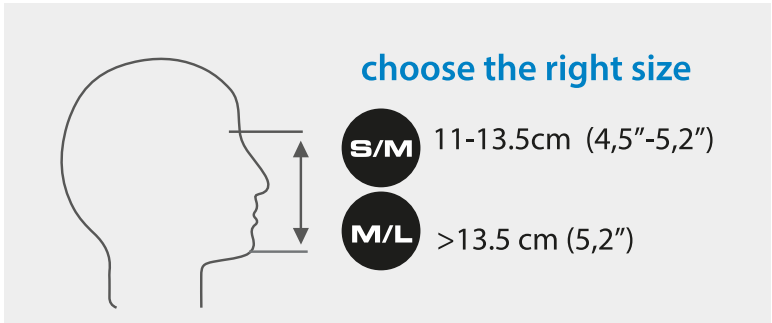 choose the right size
S/M 11-13.5cm (4,5”-5,2”)
M/L >13.5 cm (5,2”)